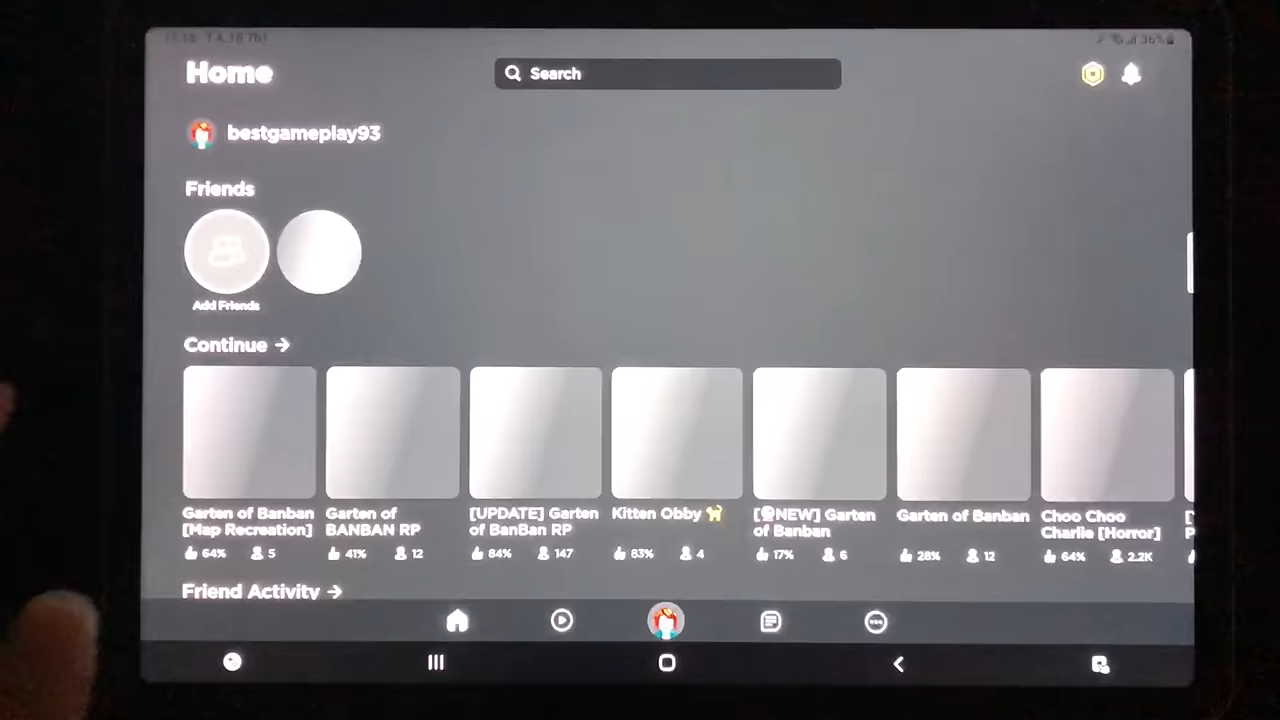 36%
Home
Search
bestgameplay93
Friends
Add Friends
Continue →
Garten of Banban
[Map Recreation]
64% 5
Garten of
BANBAN RP
41% 12
[UPDATE] Garten
of BanBan RP
84% 147
Kitten Obby
83% 4
[NEW] Garten
of Banban
17% 6
Garten of Banban
28% 12
Choo Choo
Charlie [Horror]
64% 2.2K
Friend Activity →